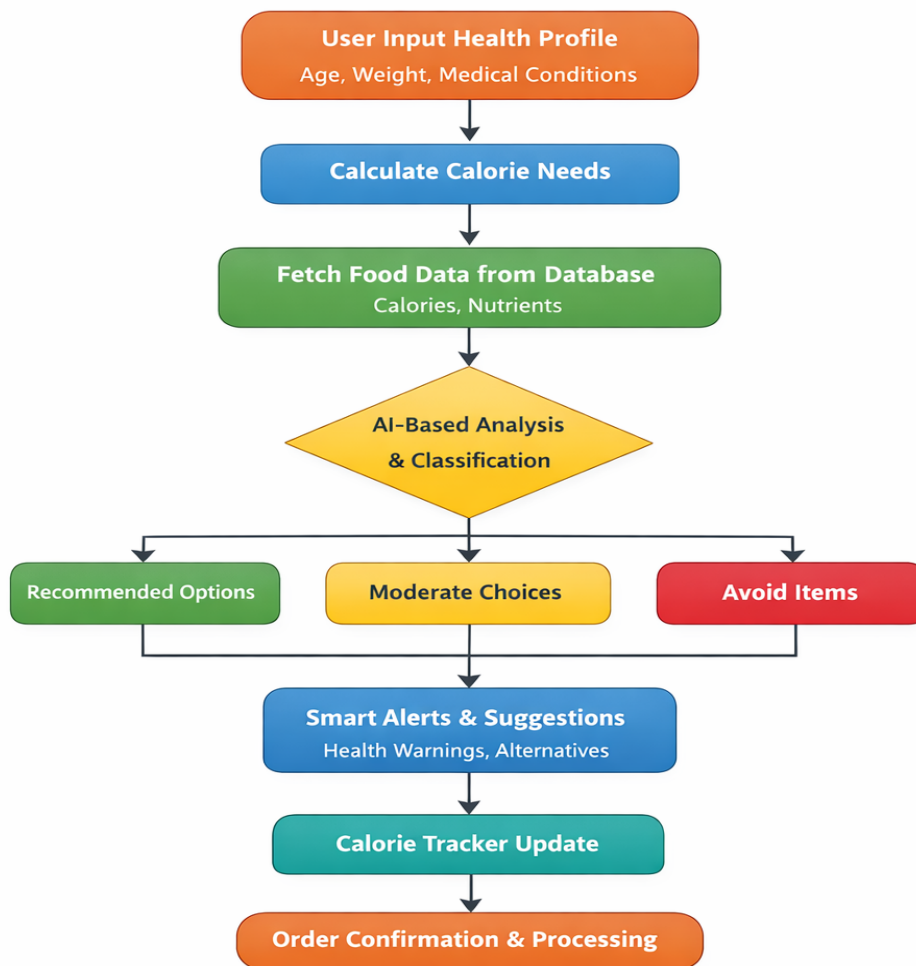 User Input Health Profile
Age, Weight, Medical Conditions
Calculate Calorie Needs
Fetch Food Data from Database
Calories, Nutrients
AI-Based Analysis
& Classification
Recommended Options
Moderate Choices
Avoid Items
Smart Alerts & Suggestions
Health Warnings, Alternatives
Calorie Tracker Update
Order Confirmation & Processing